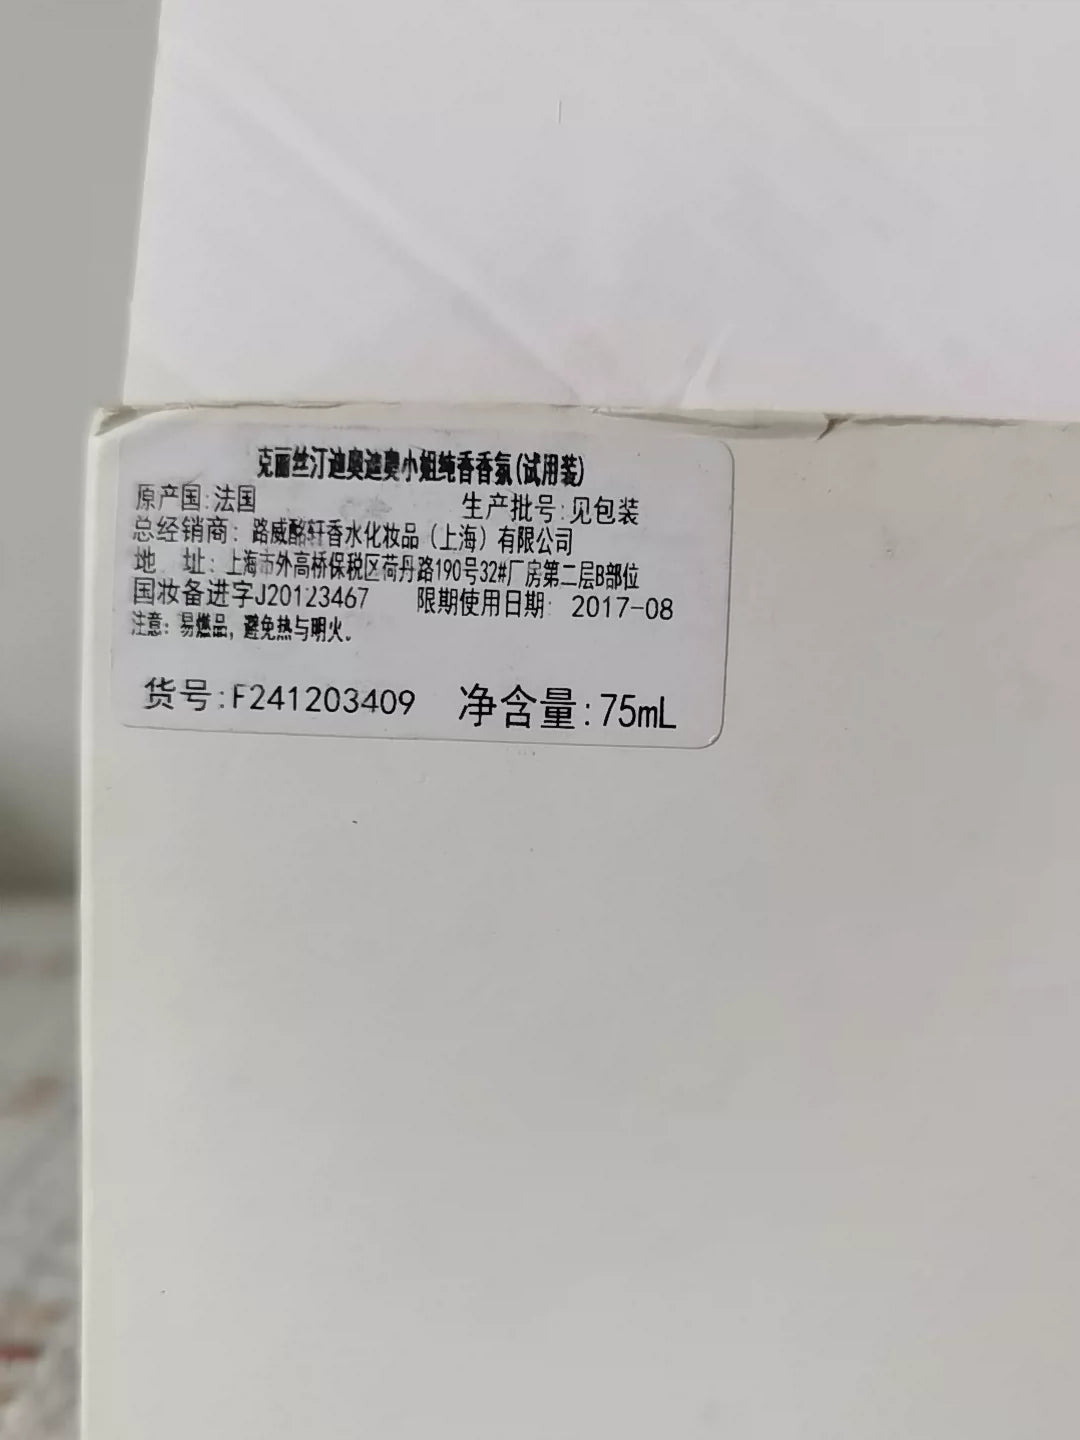 克丽丝汀迪奥迪奥小姐纯香香氛(试用装)
原产国:法国 生产批号:见包装
总经销商：路威酩轩香水化妆品（上海）有限公司
地 址:上海市外高桥保税区荷丹路190号32#厂房第二层B部位
国妆备进字J20123467 限期使用日期: 2017-08
注意：易燃品，避免热与明火。
货号:F241203409 净含量:75mL